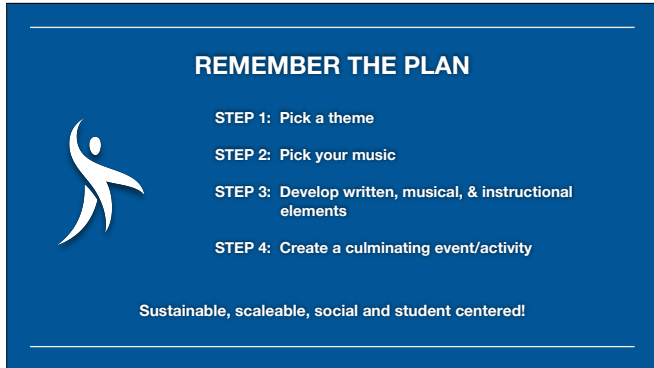 REMEMBER THE PLAN
STEP 1: Pick a theme
STEP 2: Pick your music
STEP 3: Develop written, musical, & instructional
elements
STEP 4: Create a culminating event/activity
Sustainable, scaleable, social and student centered!